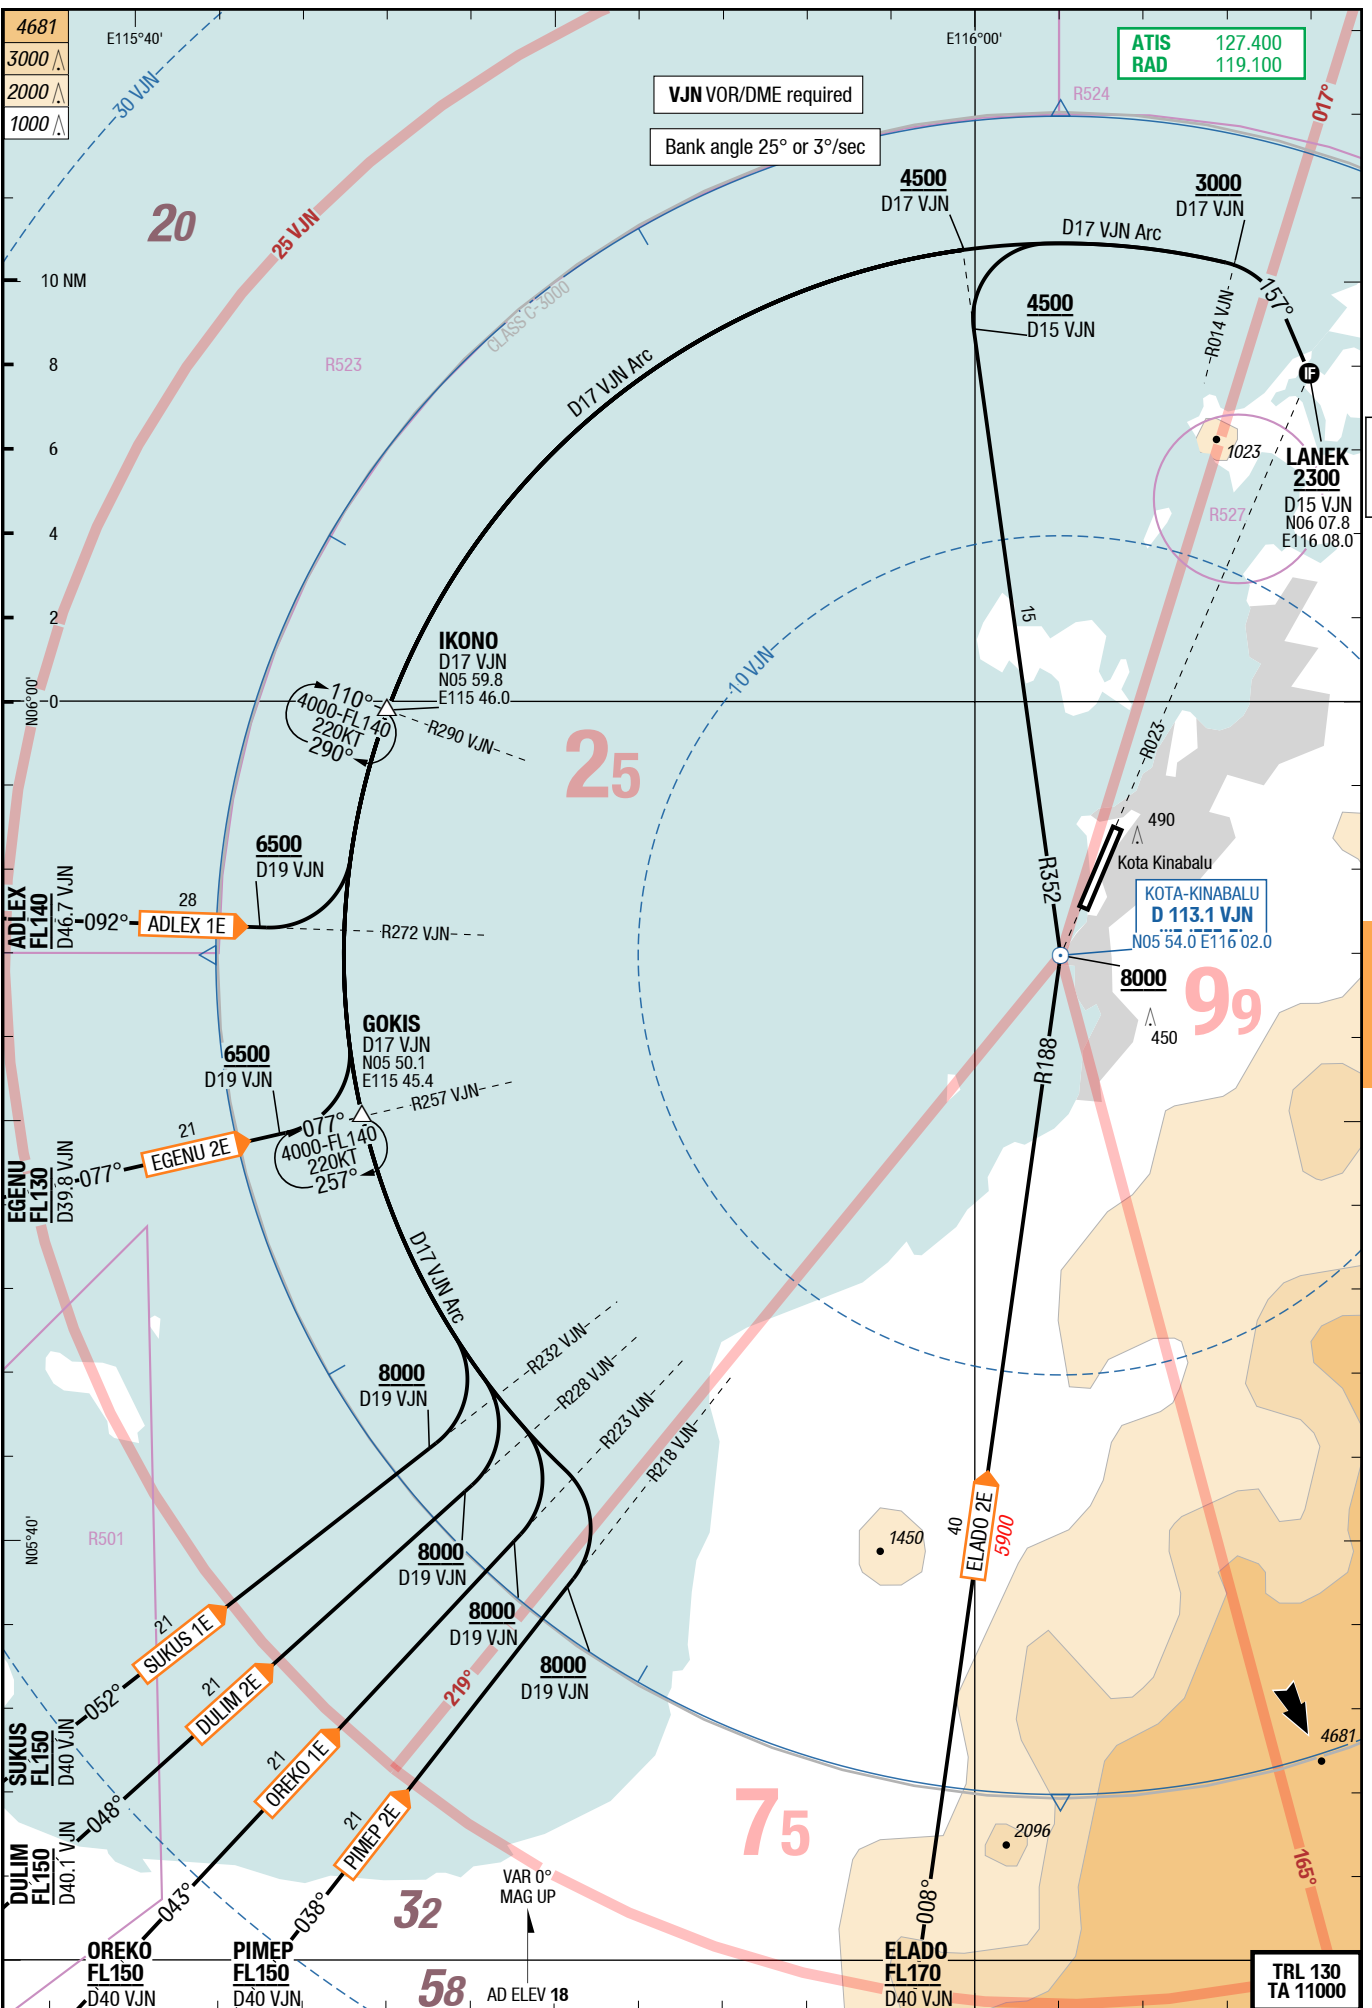 4681
3000
2000
1000
E115°40'
E116°00'
ATIS 127.400
RAD 119.100
VJN VOR/DME required
Bank angle 25° or 3°/sec
R524
017°
30 VJN
20
25 VJN
4500
D17 VJN
3000
D17 VJN
D17 VJN Arc
157°
10 NM
CLASS C-3000
4500
D15 VJN
R014 VJN
R523
8
D17 VJN Arc
IF
6
1023
LANEK
2300
D15 VJN
N06 07.8
E116 08.0
R527
4
2
15
IKONO
D17 VJN
N05 59.8
E115 46.0
10 VJN
N06°00'
0
110°
4000-FL140
220KT
290°
R290 VJN
25
R023
490
Kota Kinabalu
6500
D19 VJN
R352
KOTA-KINABALU
D 113.1 VJN
N05 54.0 E116 02.0
ADLEX
FL140
D46.7 VJN
092°
28
ADLEX 1E
R272 VJN
8000
99
450
GOKIS
D17 VJN
N05 50.1
E115 45.4
6500
D19 VJN
R257 VJN
R188
EGENU
FL130
D39.8 VJN
077°
21
EGENU 2E
077°
4000-FL140
220KT
257°
D17 VJN Arc
R232 VJN
R228 VJN
R223 VJN
R218 VJN
8000
D19 VJN
N05°40'
R501
8000
D19 VJN
8000
D19 VJN
8000
D19 VJN
1450
40
ELADO 2E
5900
219°
21
SUKUS 1E
052°
SUKUS
FL150
D40 VJN
21
DULIM 2E
048°
DULIM
FL150
D40.1 VJN
21
OREKO 1E
043°
21
PIMEP 2E
038°
4681
75
2096
165°
VAR 0°
MAG UP
32
008°
OREKO
FL150
D40 VJN
PIMEP
FL150
D40 VJN
58
AD ELEV 18
ELADO
FL170
D40 VJN
TRL 130
TA 11000